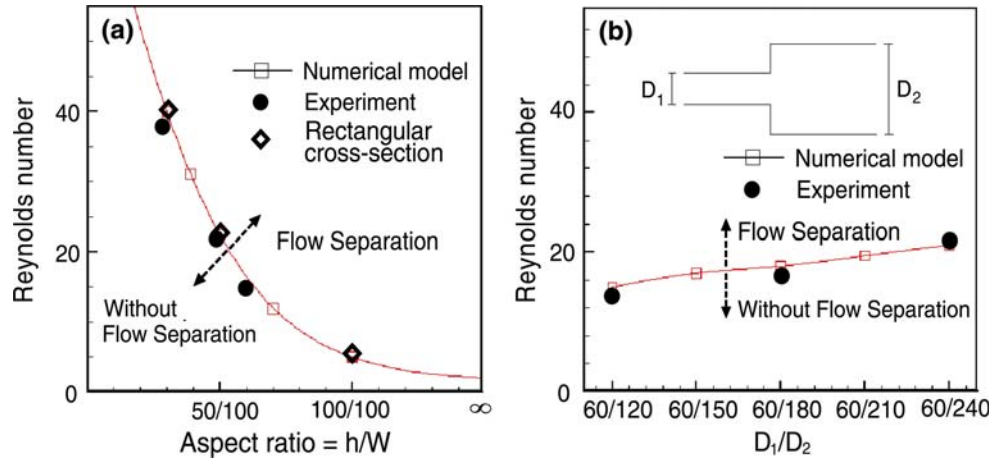 (a)
Numerical model
Experiment
Rectangular
cross-section
Flow Separation
Without
Flow Separation
Reynolds number
40
20
0
50/100
100/100
∞
Aspect ratio = h/W
(b)
D1
D2
Numerical model
Experiment
Flow Separation
Without Flow Separation
Reynolds number
40
20
0
60/120
60/150
60/180
60/210
60/240
D1/D2